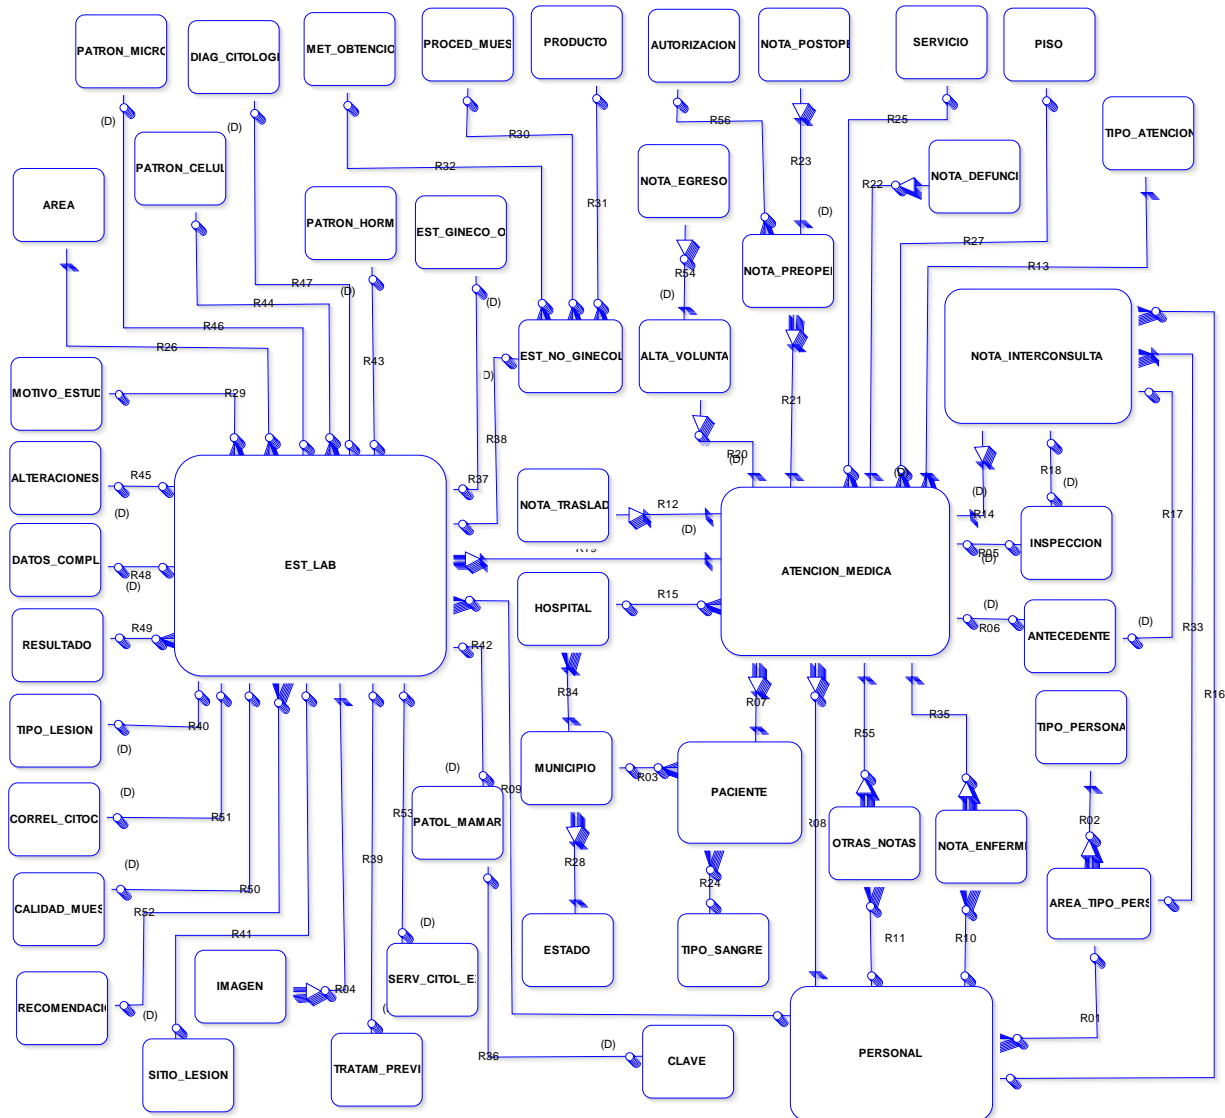 PATRON_MICRO
DIAG_CITOLOGI
MET_OBTENCIO
PROCED_MUES
PRODUCTO
AUTORIZACION
NOTA_POSTOPE
SERVICIO
PISO
(D)
(D)
R56
R25
TIPO_ATENCION
PATRON_CELUL
R30
R32
R23
R22
NOTA_DEFUNCI
NOTA_EGRESO
AREA
PATRON_HORM
EST_GINECO_O
R31
(D)
R27
R13
R54
NOTA_PREOPE
(D)
R47
(D)
R44
(D)
R46
R26
R43
EST_NO_GINECOL
ALTA_VOLUNTA
NOTA_INTERCONSULTA
MOTIVO_ESTUD
R29
R21
R38
R20
(D)
(D)
R18
(D)
R17
ALTERACIONES
R45
R37
(D)
R12
NOTA_TRASLAD
(D)
(D)
R14
INSPECCION
R05
(D)
DATOS_COMPL
R48
(D)
EST_LAB
R19
ATENCION_MEDICA
HOSPITAL
R15
(D)
R06
ANTECEDENTE
(D)
R33
RESULTADO
R49
R42
R34
R07
R16
TIPO_LESION
R40
(D)
R55
R35
TIPO_PERSONA
MUNICIPIO
R03
PACIENTE
(D)
R09
CORREL_CITOC
(D)
R51
R53
PATOL_MAMAR
R08
OTRAS_NOTAS
NOTA_ENFERM
R02
R39
R28
R24
CALIDAD_MUES
(D)
R50
R52
R41
(D)
R11
R10
AREA_TIPO_PERS
ESTADO
TIPO_SANGRE
IMAGEN
R04
SERV_CITOL_E
RECOMENDACI
(D)
R36
(D)
R01
SITIO_LESION
TRATAM_PREVI
CLAVE
PERSONAL